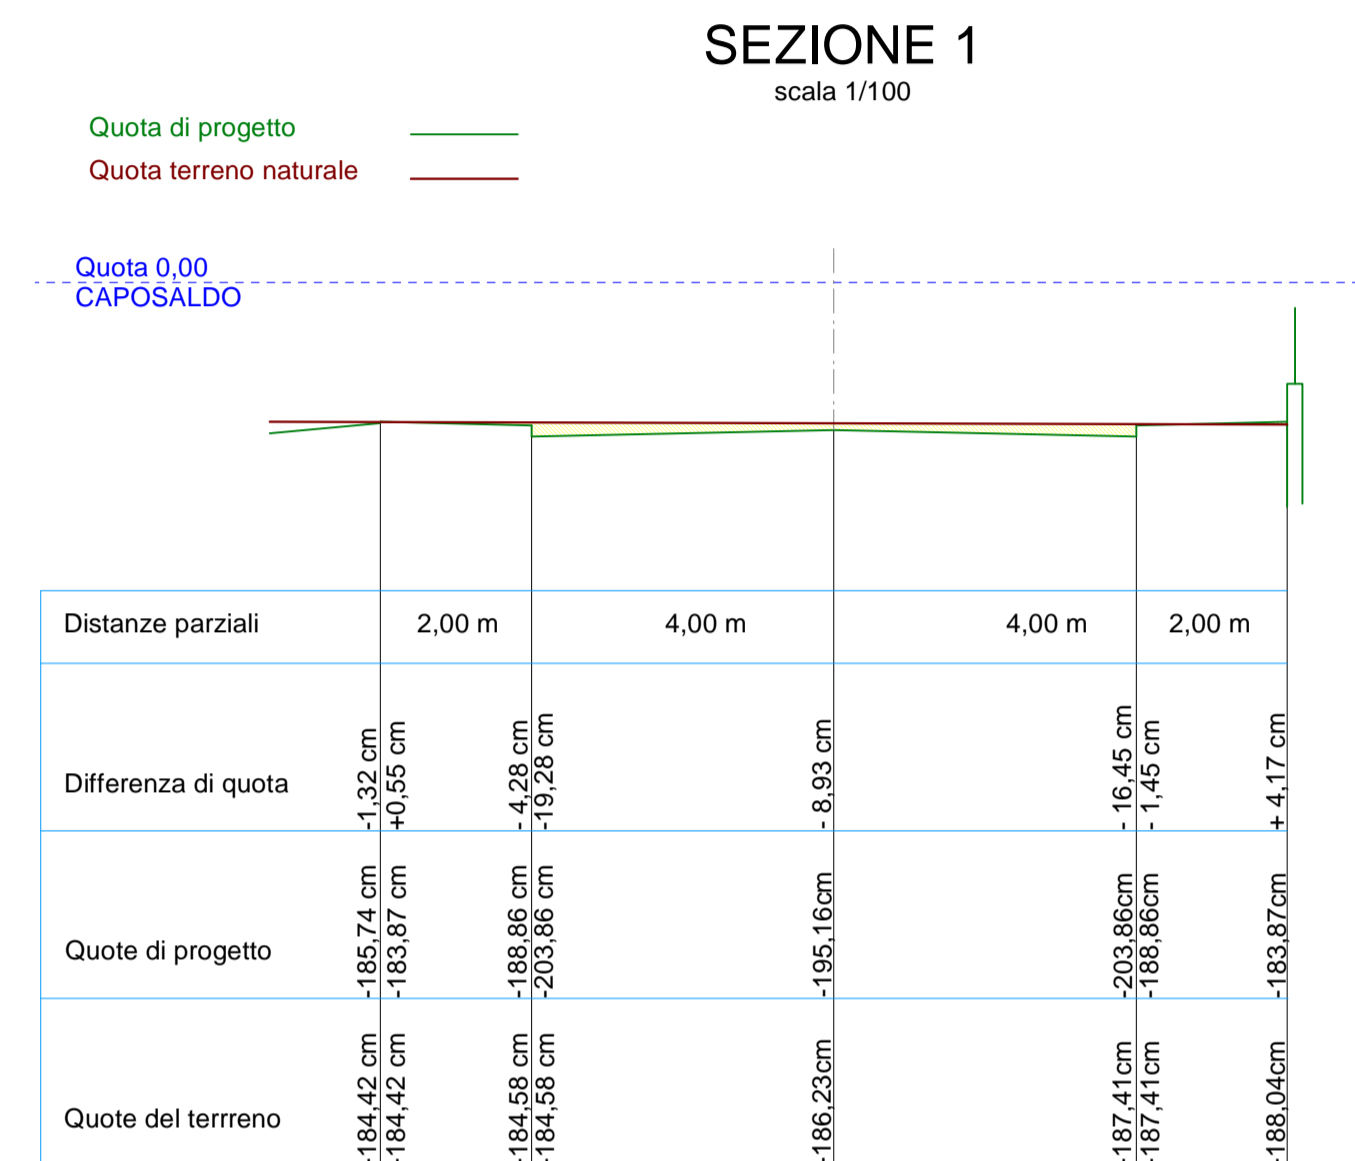 SEZIONE 1
scala 1/100
Quota di progetto
Quota terreno naturale
Quota 0,00
CAPOSALDO
Distanze parziali 2,00 m 4,00 m 4,00 m 2,00 m
Differenza di quota -1,32 cm +0,55 cm - 4,28 cm -19,28 cm - 8,93 cm - 16,45 cm - 1,45 cm + 4,17 cm
Quote di progetto -185,74 cm -183,87 cm -188,86 cm -203,86 cm -195,16cm -203,86cm -188,86cm -183,87cm
Quote del terrreno -184,42 cm -184,42 cm -184,58 cm -184,58 cm -186,23cm -187,41cm -187,41cm -188,04cm